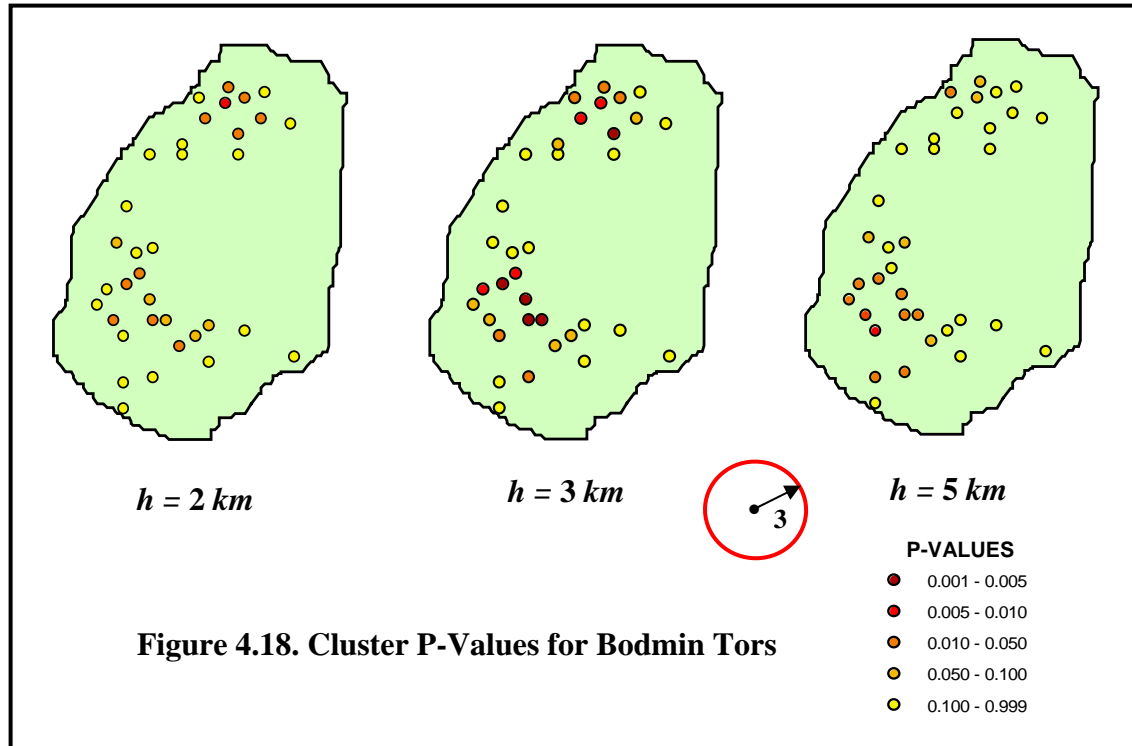 h = 2 km
h = 3 km
h = 5 km
3
P-VALUES
0.001 - 0.005
0.005 - 0.010
0.010 - 0.050
0.050 - 0.100
0.100 - 0.999
Figure 4.18. Cluster P-Values for Bodmin Tors